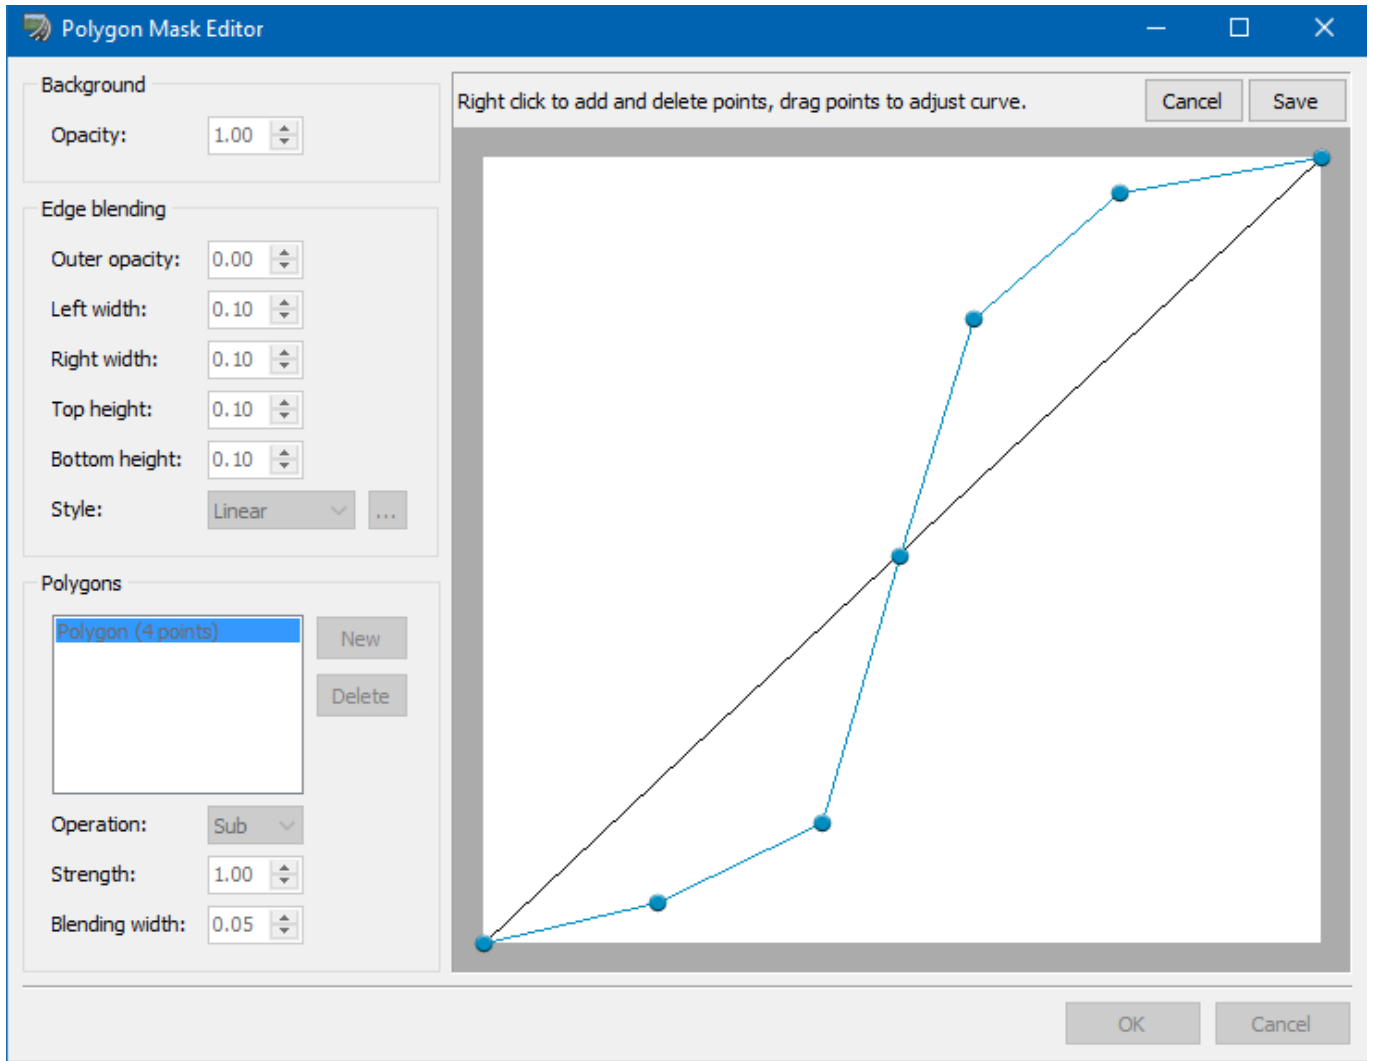 Polygon Mask Editor
Background
Opacity: 1.00
Edge blending
Outer opacity: 0.00
Left width: 0.10
Right width: 0.10
Top height: 0.10
Bottom height: 0.10
Style: Linear ...
Polygons
Polygon (4 points)
New
Delete
Operation: Sub
Strength: 1.00
Blending width: 0.05
Right click to add and delete points, drag points to adjust curve. Cancel Save
OK Cancel